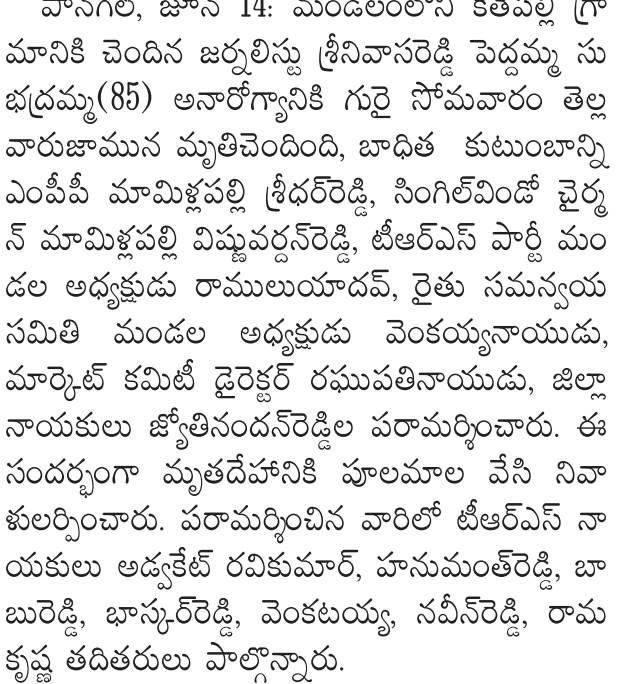 పానగల్, జూన్ 14: మండలంలోని కేతేపల్లి గ్రా
మానికి చెందిన జర్నలిస్టు శ్రీనివాసరెడ్డి పెద్దమ్మ సు
భద్రమ్మ(85) అనారోగ్యానికి గురై సోమవారం తెల్ల
వారుజామున మృతిచెందింది, బాధిత కుటుంబాన్ని
ఎంపీపీ మామిళ్లపల్లి శ్రీధర్‌రెడ్డి, సింగిల్‌విండో చైర్మ
న్ మామిళ్లపల్లి విష్ణువర్దన్‌రెడ్డి, టీఆర్ఎస్ పార్టీ మం
డల అధ్యక్షుడు రాములుయాదవ్, రైతు సమన్వయ
సమితి మండల అధ్యక్షుడు వెంకయ్యనాయుడు,
మార్కెట్ కమిటీ డైరెక్టర్ రఘుపతినాయుడు, జిల్లా
నాయకులు జ్యోతినందన్‌రెడ్డిల పరామర్శించారు. ఈ
సందర్భంగా మృతదేహానికి పూలమాల వేసి నివా
ళులర్పించారు. పరామర్శించిన వారిలో టీఆర్ఎస్ నా
యకులు అడ్వకేట్ రవికుమార్, హనుమంత్‌రెడ్డి, బా
బురెడ్డి, భాస్కర్‌రెడ్డి, వెంకటయ్య, నవీన్‌రెడ్డి, రామ
కృష్ణ తదితరులు పాల్గొన్నారు.